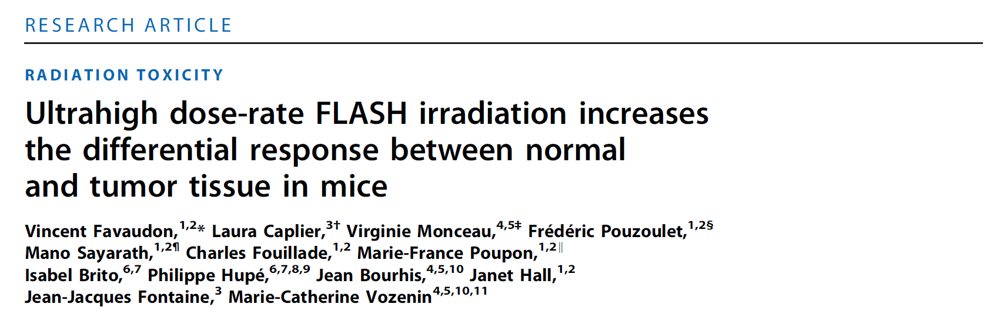 RESEARCH ARTICLE
RADIATION TOXICITY
Ultrahigh dose-rate FLASH irradiation increases
the differential response between normal
and tumor tissue in mice
Vincent Favaudon,1,2* Laura Caplier,3† Virginie Monceau,4,5‡ Frédéric Pouzoulet,1,2§
Mano Sayarath,1,2¶ Charles Fouillade,1,2 Marie-France Poupon,1,2‖
Isabel Brito,6,7 Philippe Hupé,6,7,8,9 Jean Bourhis,4,5,10 Janet Hall,1,2
Jean-Jacques Fontaine,3 Marie-Catherine Vozenin4,5,10,11